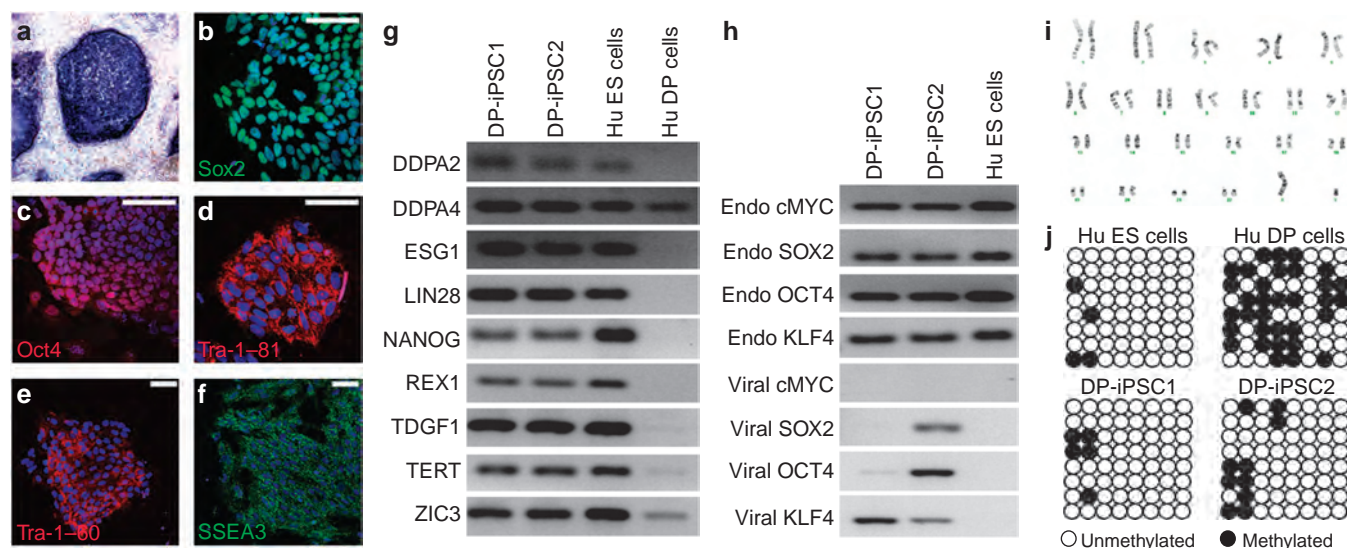 a
b
Sox2
c
Oct4
d
Tra-1–81
e
Tra-1–60
f
SSEA3
g
DP-iPSC1
DP-iPSC2
Hu ES cells
Hu DP cells
DDPA2
DDPA4
ESG1
LIN28
NANOG
REX1
TDGF1
TERT
ZIC3
h
DP-iPSC1
DP-iPSC2
Hu ES cells
Endo cMYC
Endo SOX2
Endo OCT4
Endo KLF4
Viral cMYC
Viral SOX2
Viral OCT4
Viral KLF4
i
j
Hu ES cells
Hu DP cells
DP-iPSC1
DP-iPSC2
Unmethylated
Methylated